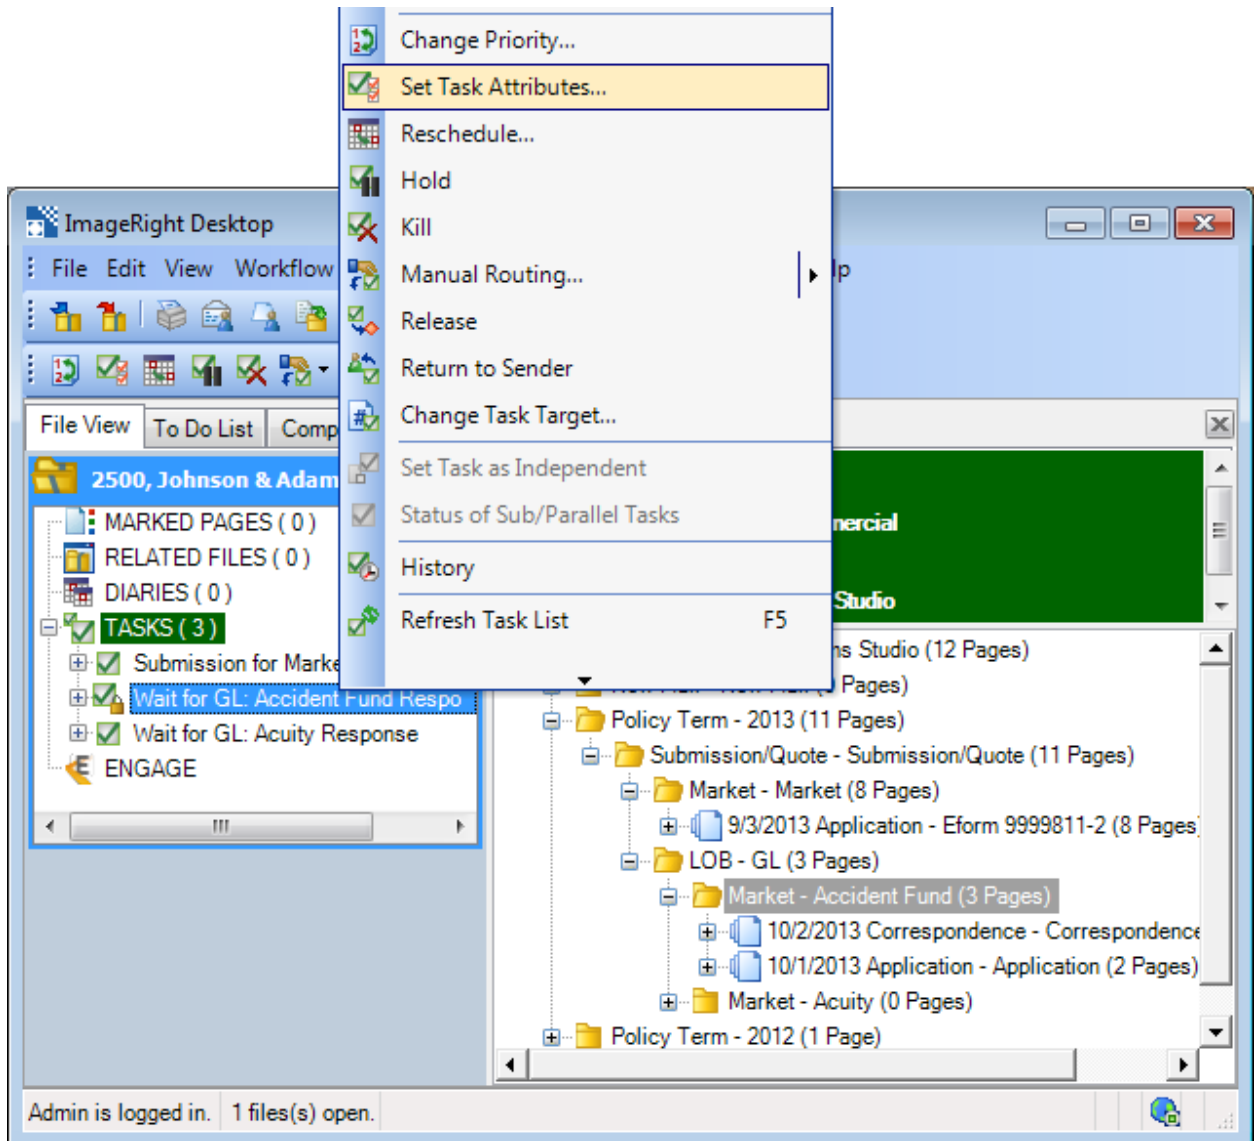 Change Priority...
Set Task Attributes...
Reschedule...
Hold
Kill
Manual Routing...
Release
Return to Sender
Change Task Target...
Set Task as Independent
Status of Sub/Parallel Tasks
History
Refresh Task List F5
ImageRight Desktop
File Edit View Workflow lp
File View To Do List Comp
2500, Johnson & Adam
MARKED PAGES ( 0 )
RELATED FILES ( 0 )
DIARIES ( 0 )
TASKS ( 3 )
Submission for Marke
Wait for GL: Accident Fund Respo
Wait for GL: Acuity Response
ENGAGE
mercial
Studio
ns Studio (12 Pages)
Pages)
Policy Term - 2013 (11 Pages)
Submission/Quote - Submission/Quote (11 Pages)
Market - Market (8 Pages)
9/3/2013 Application - Eform 9999811-2 (8 Pages)
LOB - GL (3 Pages)
Market - Accident Fund (3 Pages)
10/2/2013 Correspondence - Correspondence
10/1/2013 Application - Application (2 Pages)
Market - Acuity (0 Pages)
Policy Term - 2012 (1 Page)
Admin is logged in. 1 files(s) open.